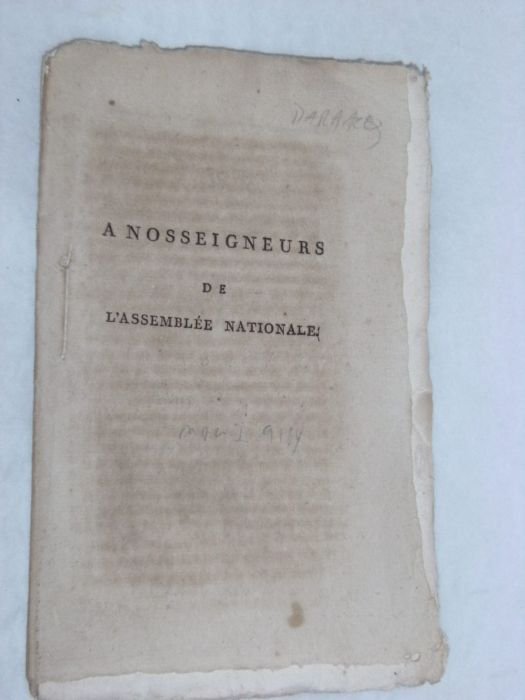 A NOSSEIGNEURS
DE
L'ASSEMBLÉE NATIONALE.